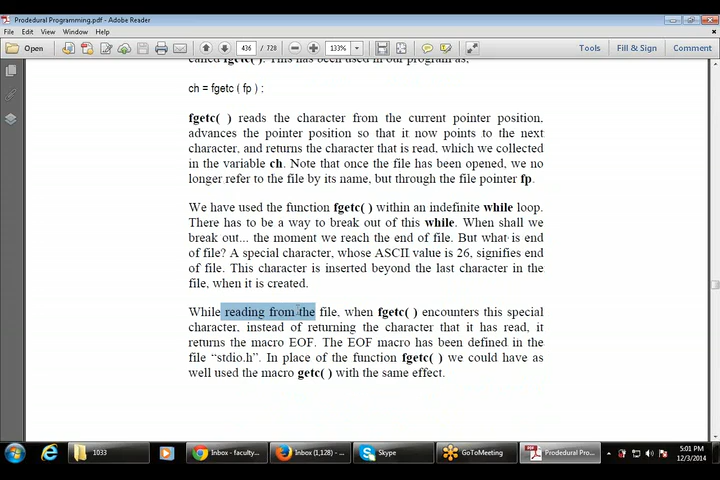 Prodedural Programming.pdf - Adobe Reader
File Edit View Window Help
Open
436 / 728
133%
Tools
Fill & Sign
Comment
called fgetc( ). This has been used in our program as,
ch = fgetc ( fp ) ;
fgetc( ) reads the character from the current pointer position,
advances the pointer position so that it now points to the next
character, and returns the character that is read, which we collected
in the variable ch. Note that once the file has been opened, we no
longer refer to the file by its name, but through the file pointer fp.
We have used the function fgetc( ) within an indefinite while loop.
There has to be a way to break out of this while. When shall we
break out... the moment we reach the end of file. But what is end
of file? A special character, whose ASCII value is 26, signifies end
of file. This character is inserted beyond the last character in the
file, when it is created.
While reading from the file, when fgetc( ) encounters this special
character, instead of returning the character that it has read, it
returns the macro EOF. The EOF macro has been defined in the
file “stdio.h”. In place of the function fgetc( ) we could have as
well used the macro getc( ) with the same effect.
1033
Inbox - faculty...
Inbox (1,128) - ...
Skype
GoToMeeting
Prodedural Pro...
5:01 PM
12/3/2014